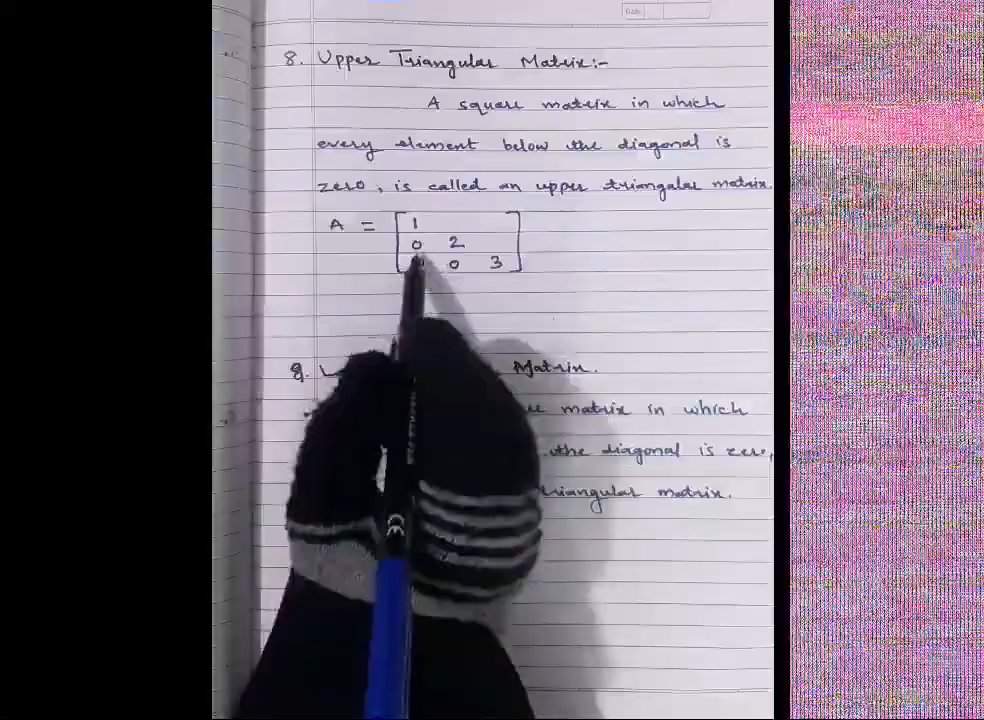 Date
8. Upper Triangular Matrix:-
A square matrix in which
every element below the diagonal is
zero, is called an upper triangular matrix.
A = [ 1
0 2
0 3 ]
9. Matrix.
matrix in which
the diagonal is zero,
triangular matrix.